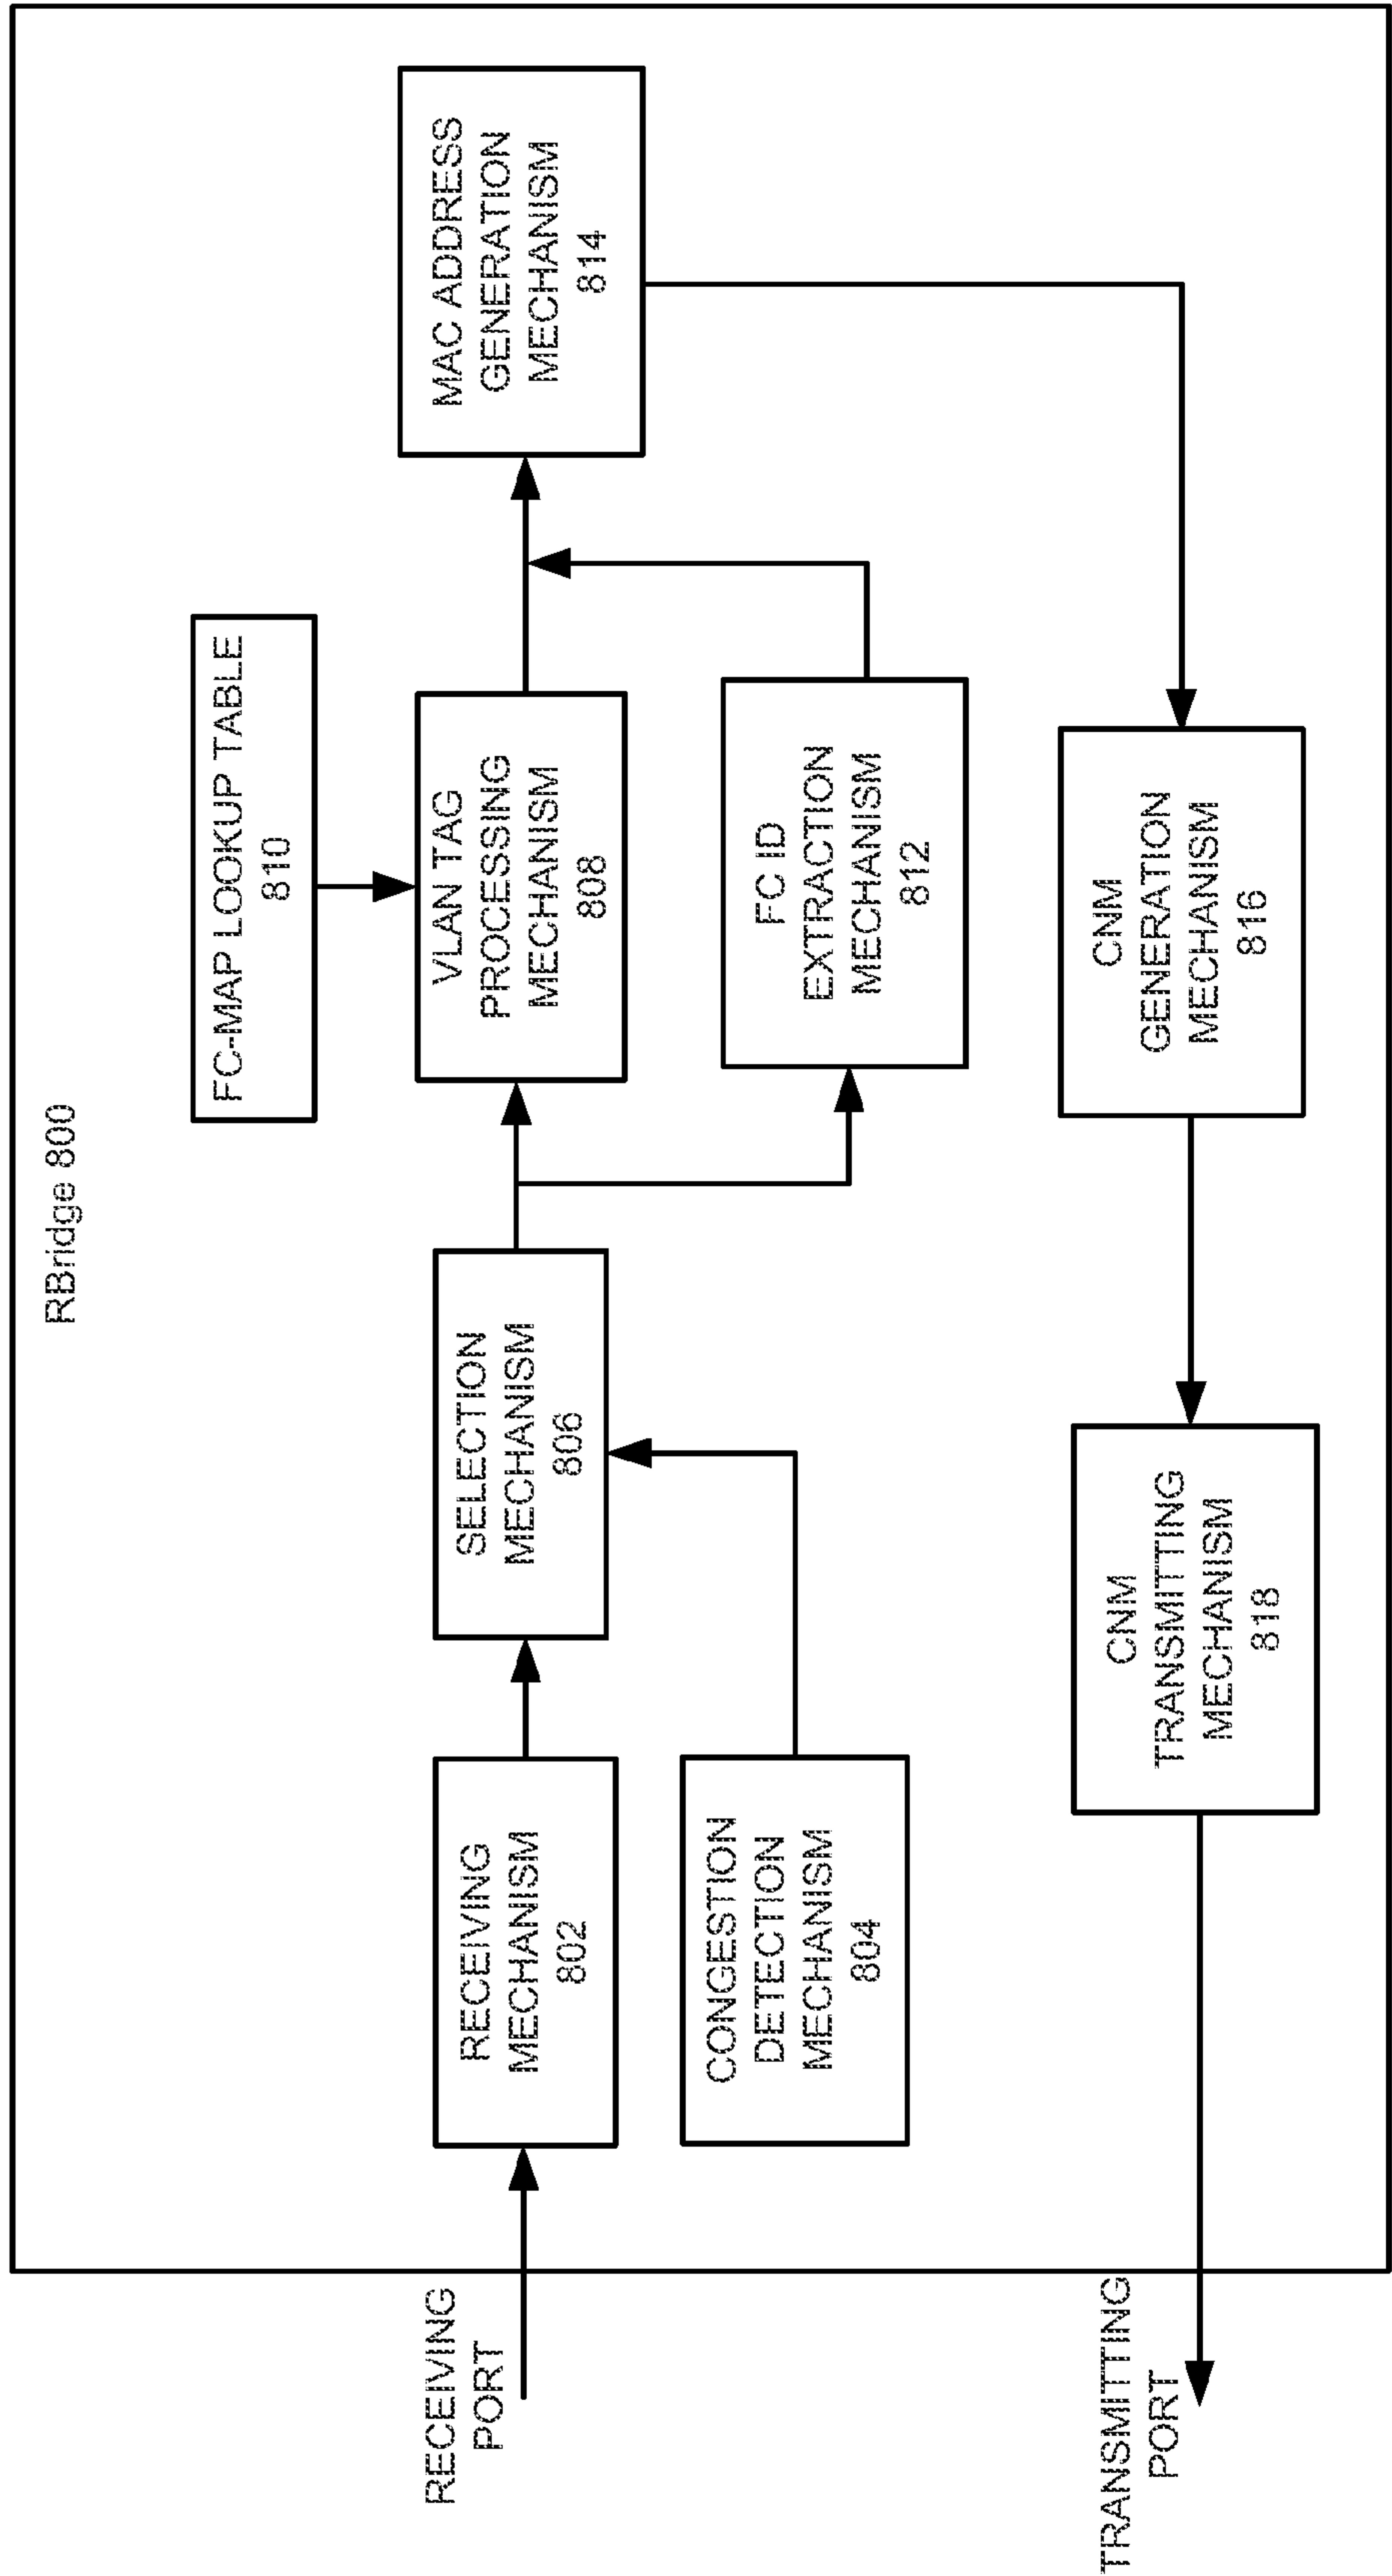 RBridge 800
FC-MAP LOOKUP TABLE
810
RECEIVING
PORT
RECEIVING
MECHANISM
802
SELECTION
MECHANISM
806
VLAN TAG
PROCESSING
MECHANISM
808
MAC ADDRESS
GENERATION
MECHANISM
814
CONGESTION
DETECTION
MECHANISM
804
FC ID
EXTRACTION
MECHANISM
812
TRANSMITTING
PORT
CNM
TRANSMITTING
MECHANISM
818
CNM
GENERATION
MECHANISM
816